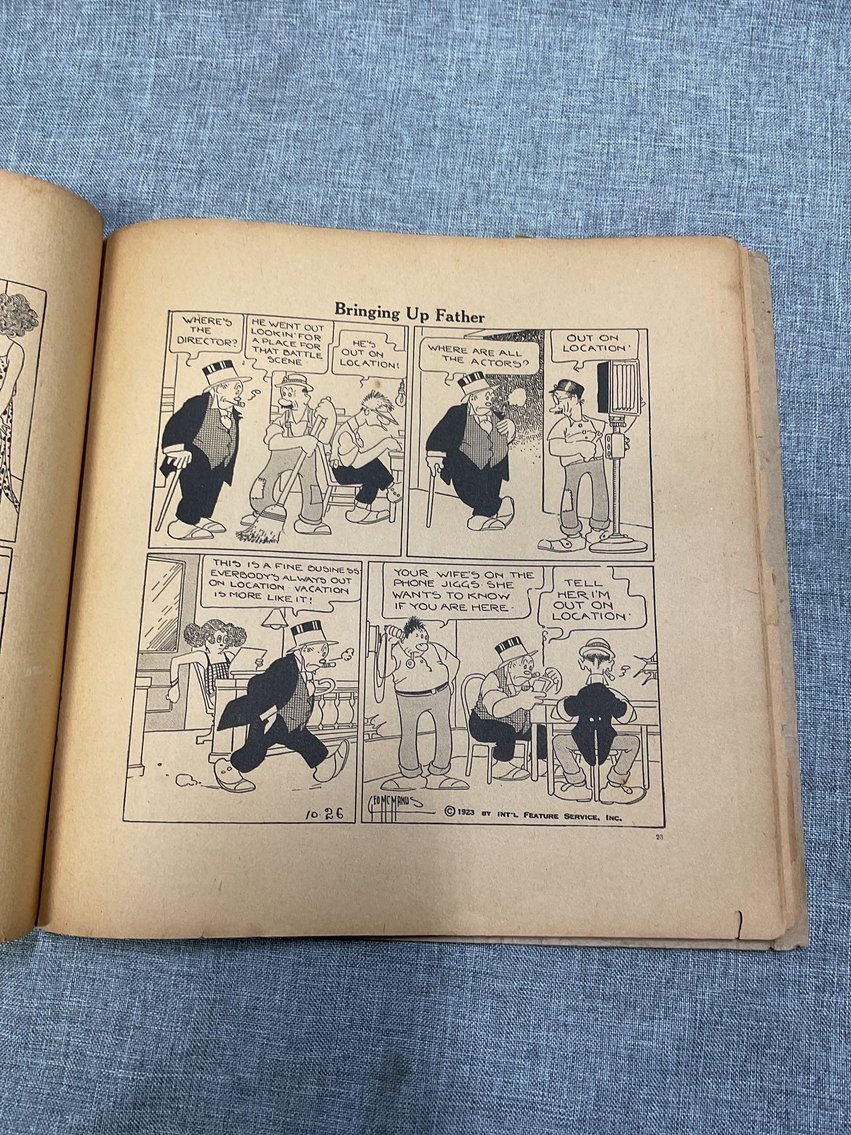 Bringing Up Father
WHERE'S
THE
DIRECTOR?
HE WENT OUT
LOOKIN' FOR
A PLACE FOR
THAT BATTLE
SCENE
HE'S
OUT ON
LOCATION!
WHERE ARE ALL
THE ACTORS?
OUT ON
LOCATION.
THIS IS A FINE BUSINESS.
EVERBODY'S ALWAYS OUT
ON LOCATION - VACATION
IS MORE LIKE IT!
YOUR WIFE'S ON THE
PHONE JIGGS. SHE
WANTS TO KNOW
IF YOU ARE HERE.
TELL
HER I'M
OUT ON
LOCATION.
10-26
GEO MCMANUS
© 1923 BY INT'L FEATURE SERVICE, INC.
23